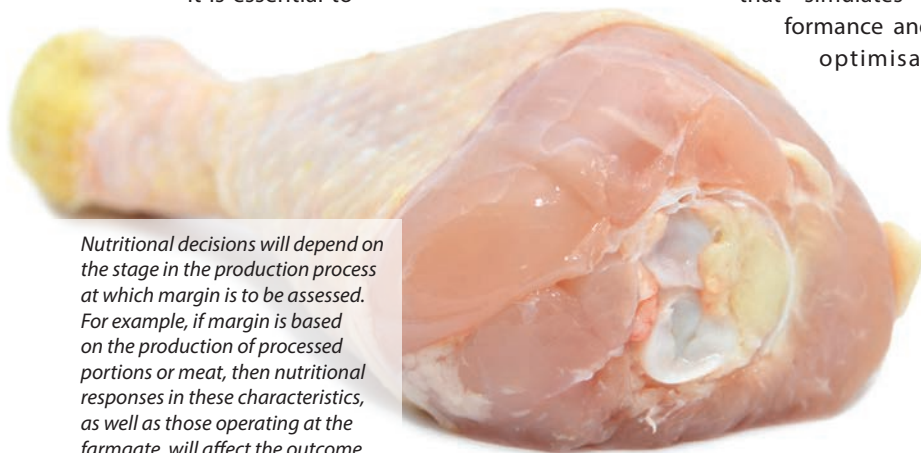 It is essential to
that simulates
formance and
optimisa
Nutritional decisions will depend on
the stage in the production process
at which margin is to be assessed.
For example, if margin is based
on the production of processed
portions or meat, then nutritional
responses in these characteristics,
as well as those operating at the
farmgate, will affect the outcome